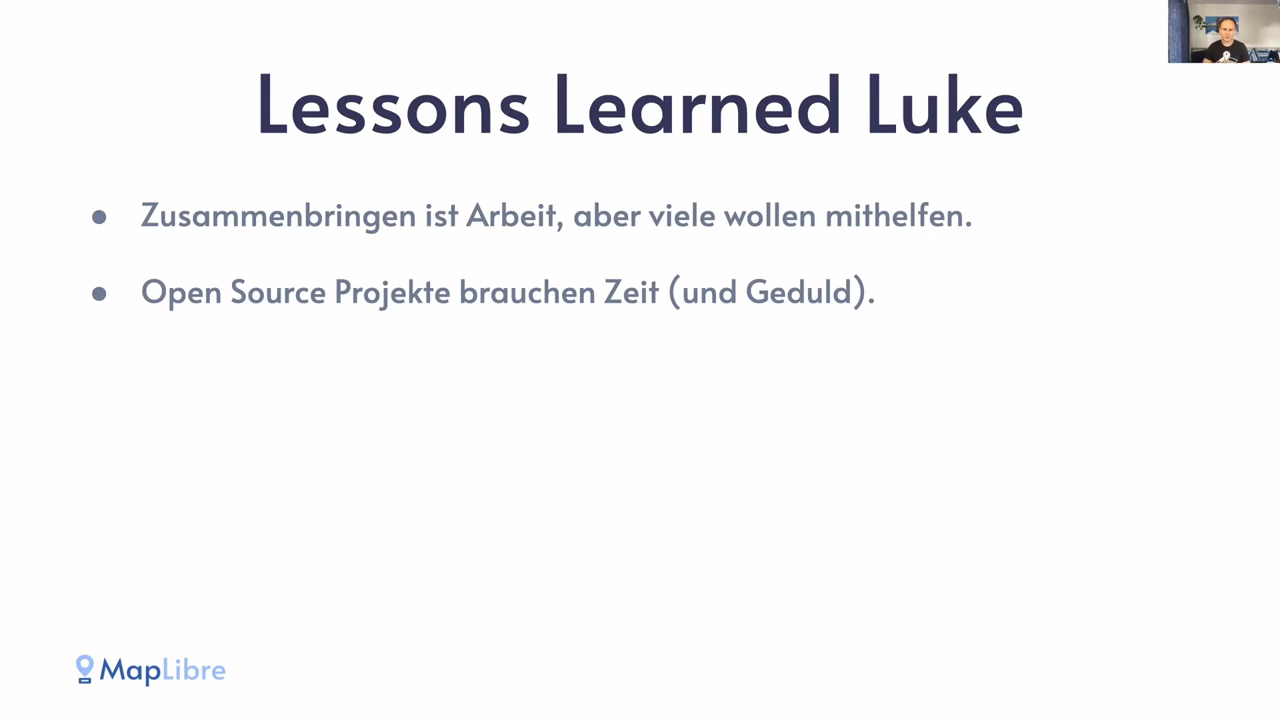 Lessons Learned Luke
● Zusammenbringen ist Arbeit, aber viele wollen mithelfen.
● Open Source Projekte brauchen Zeit (und Geduld).
MapLibre